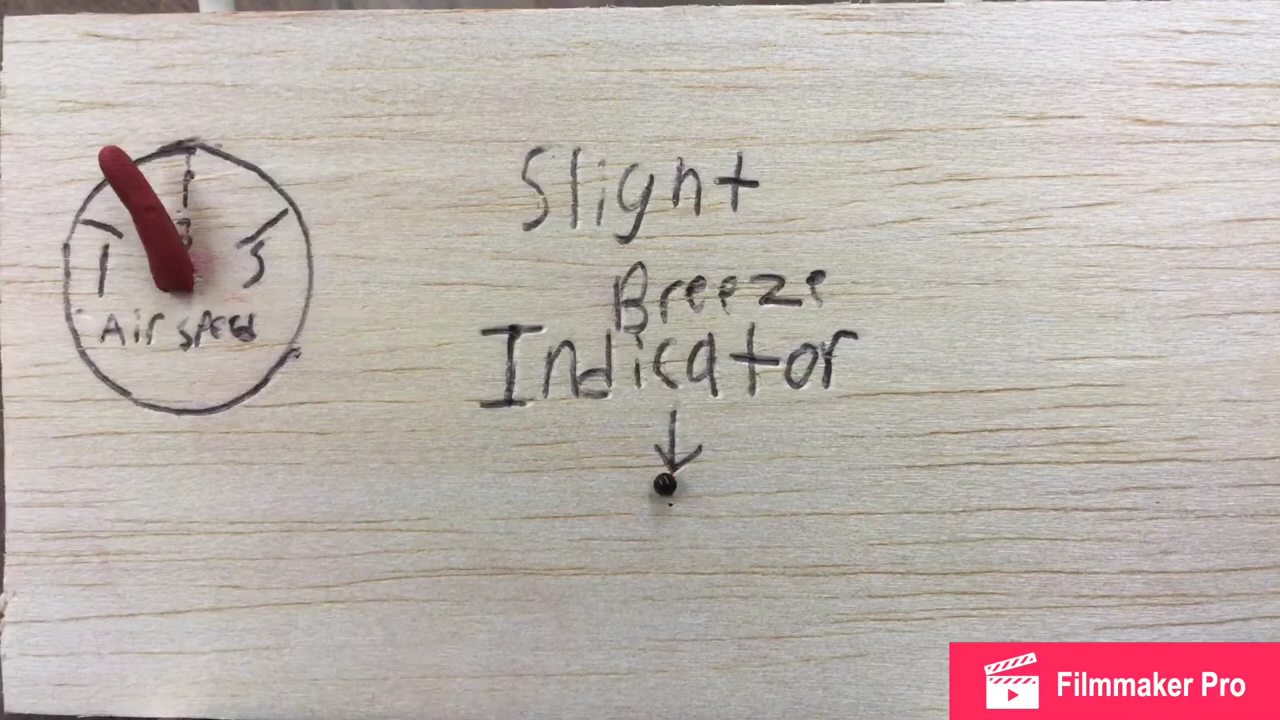 Slight
Breeze
Indicator
1
3
5
Air speed
Filmmaker Pro